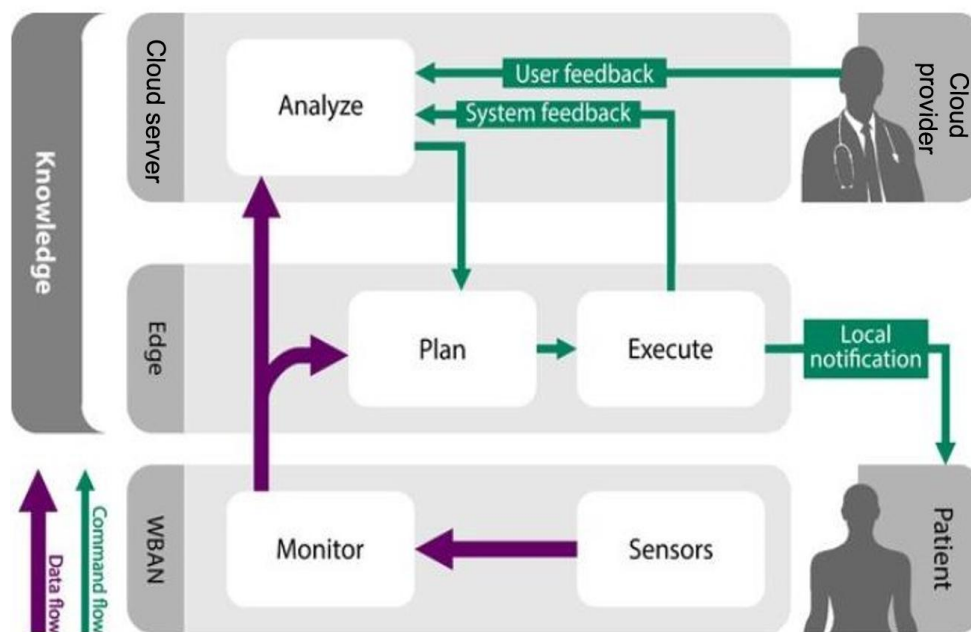 Knowledge
Cloud server
Analyze
User feedback
System feedback
Cloud
provider
Edge
Plan
Execute
Local
notification
WBAN
Monitor
Sensors
Patient
Data flow
Command flow